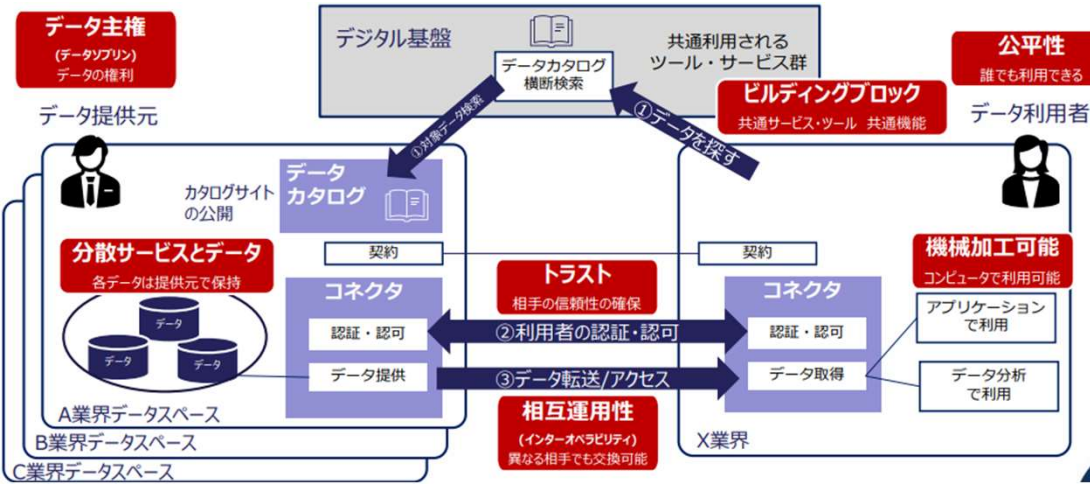 データ主権
(データソブリン)
データの権利
データ提供元
デジタル基盤
データカタログ
横断検索
共通利用される
ツール・サービス群
公平性
誰でも利用できる
データ利用者
ビルディングブロック
共通サービス・ツール 共通機能
①対象データ検索
①データを探す
カタログサイト
の公開
データ
カタログ
分散サービスとデータ
各データは提供元で保持
データ
データ
データ
契約
契約
トラスト
相手の信頼性の確保
機械加工可能
コンピュータで利用可能
コネクタ
認証・認可
データ提供
②利用者の認証・認可
③データ転送/アクセス
コネクタ
認証・認可
データ取得
アプリケーション
で利用
データ分析
で利用
相互運用性
(インターオペラビリティ)
異なる相手でも交換可能
A業界データスペース
B業界データスペース
C業界データスペース
X業界